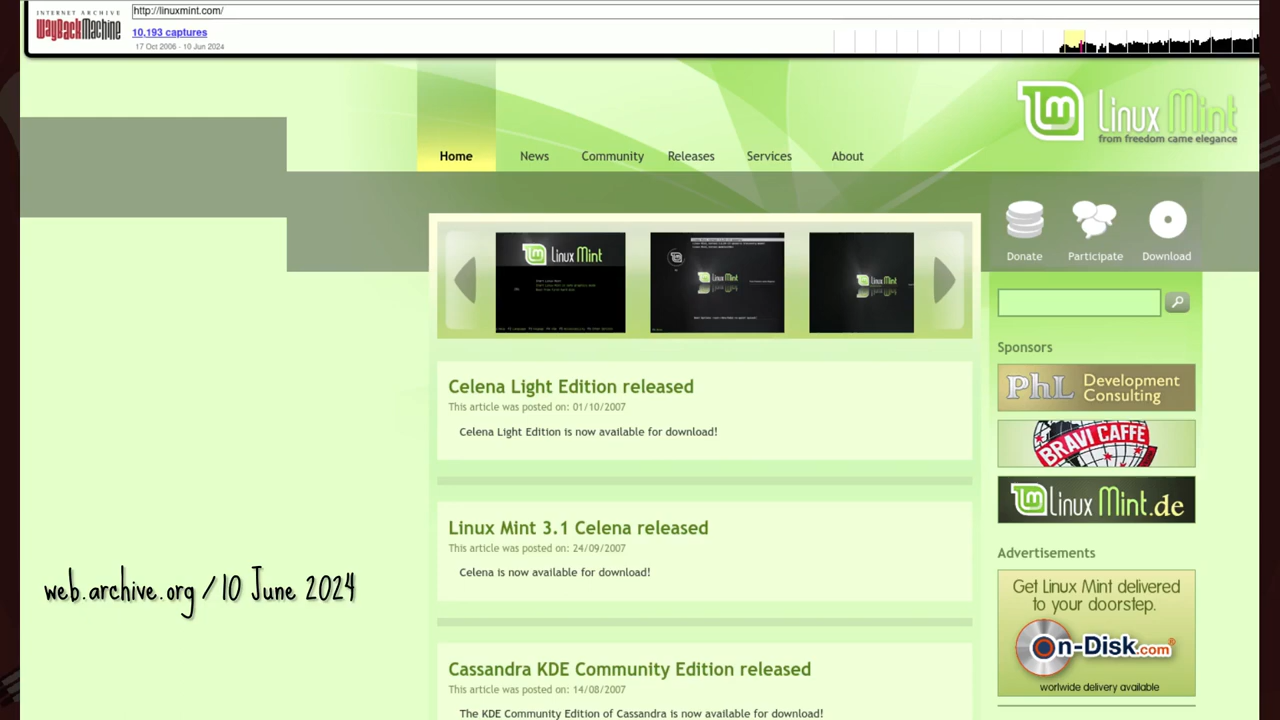 INTERNET ARCHIVE
WayBackMachine
http://linuxmint.com/
10,193 captures
17 Oct 2006 - 10 Jun 2024
Linux Mint
from freedom came elegance
Home
News
Community
Releases
Services
About
Donate
Participate
Download
Linux Mint
Celena Light Edition released
This article was posted on: 01/10/2007
Celena Light Edition is now available for download!
Linux Mint 3.1 Celena released
This article was posted on: 24/09/2007
Celena is now available for download!
Cassandra KDE Community Edition released
This article was posted on: 14/08/2007
The KDE Community Edition of Cassandra is now available for download!
Sponsors
PhL Development
Consulting
BRAVI CAFFE
Linux Mint.de
Advertisements
Get Linux Mint delivered
to your doorstep.
On-Disk.com®
worlwide delivery available
web.archive.org / 10 June 2024